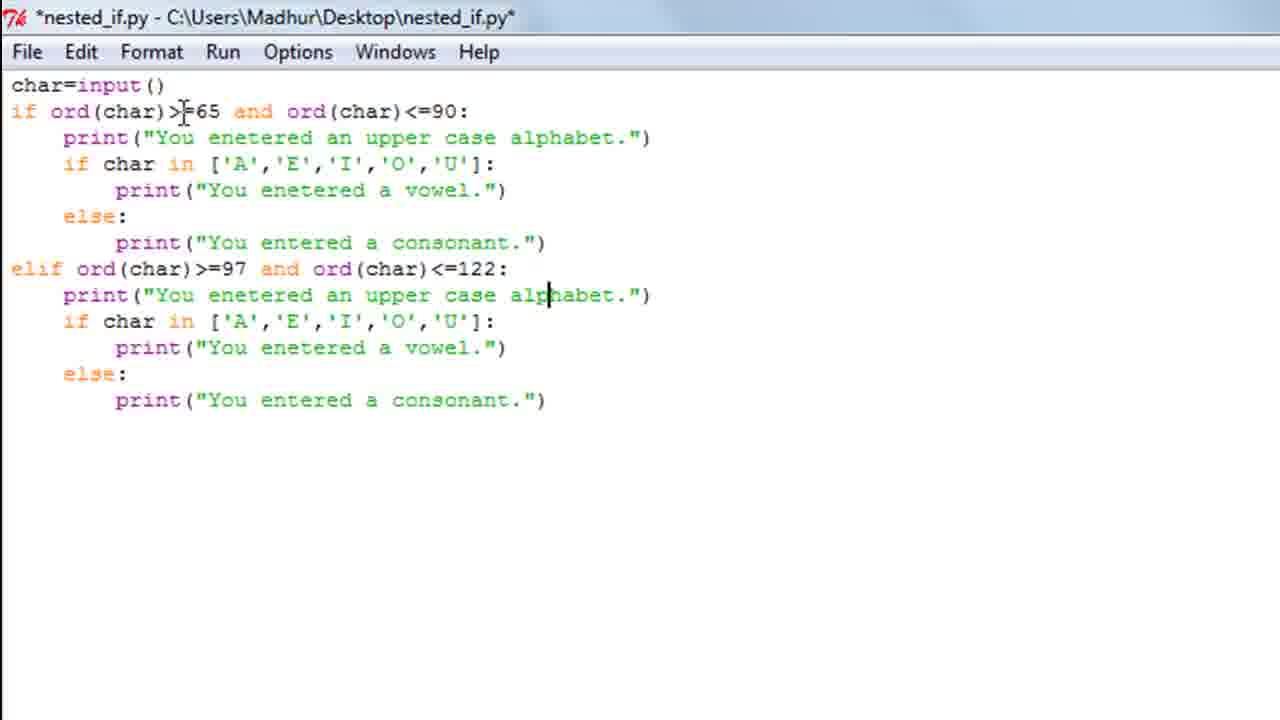 *nested_if.py - C:\Users\Madhur\Desktop\nested_if.py*
File Edit Format Run Options Windows Help
char=input()
if ord(char)>=65 and ord(char)<=90:
    print("You enetered an upper case alphabet.")
    if char in ['A','E','I','O','U']:
        print("You enetered a vowel.")
    else:
        print("You entered a consonant.")
elif ord(char)>=97 and ord(char)<=122:
    print("You enetered an upper case alphabet.")
    if char in ['A','E','I','O','U']:
        print("You enetered a vowel.")
    else:
        print("You entered a consonant.")